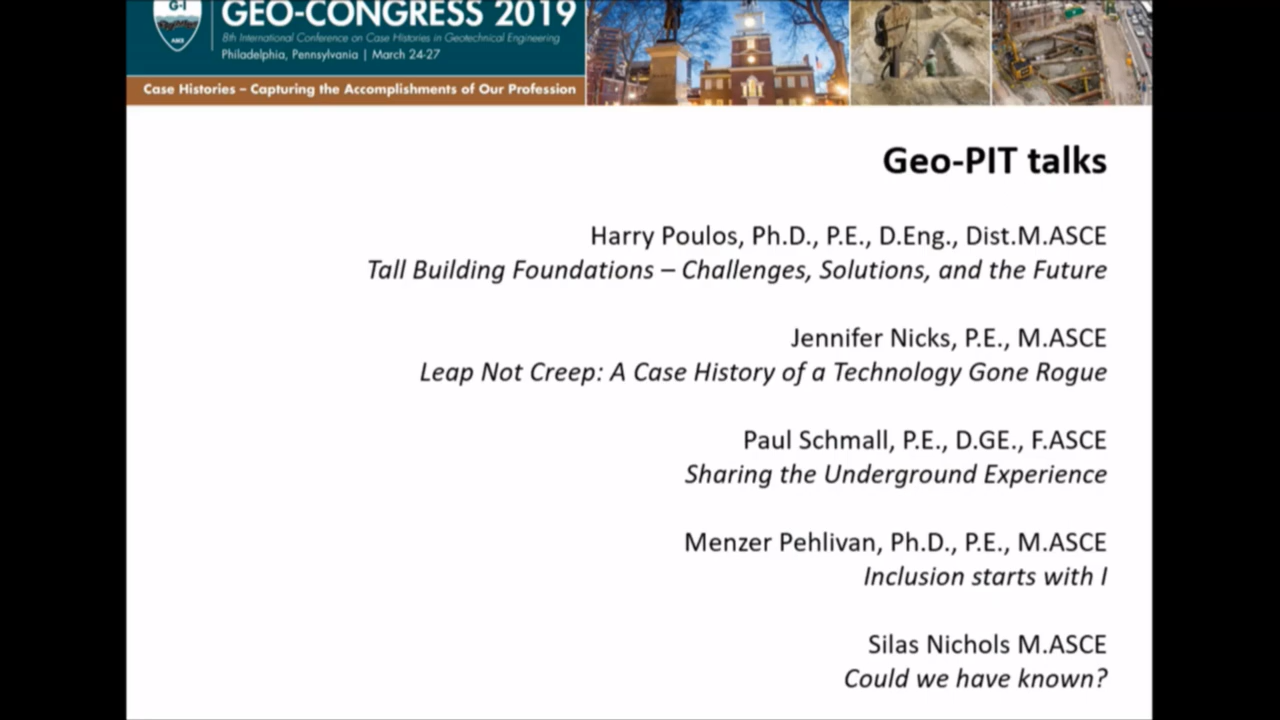 G-I
ASCE
GEO-CONGRESS 2019
8th International Conference on Case Histories in Geotechnical Engineering
Philadelphia, Pennsylvania | March 24-27
Case Histories – Capturing the Accomplishments of Our Profession
Geo-PIT talks
Harry Poulos, Ph.D., P.E., D.Eng., Dist.M.ASCE
Tall Building Foundations – Challenges, Solutions, and the Future
Jennifer Nicks, P.E., M.ASCE
Leap Not Creep: A Case History of a Technology Gone Rogue
Paul Schmall, P.E., D.GE., F.ASCE
Sharing the Underground Experience
Menzer Pehlivan, Ph.D., P.E., M.ASCE
Inclusion starts with I
Silas Nichols M.ASCE
Could we have known?